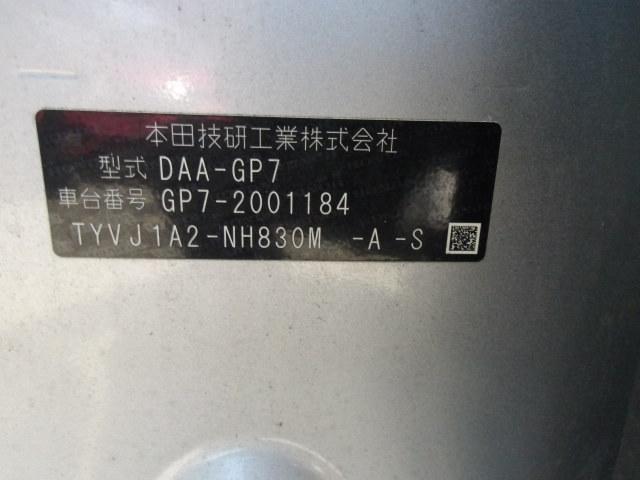 本田技研工業株式会社
型式 DAA-GP7
車台番号 GP7-2001184
TYVJ1A2-NH830M -A-S